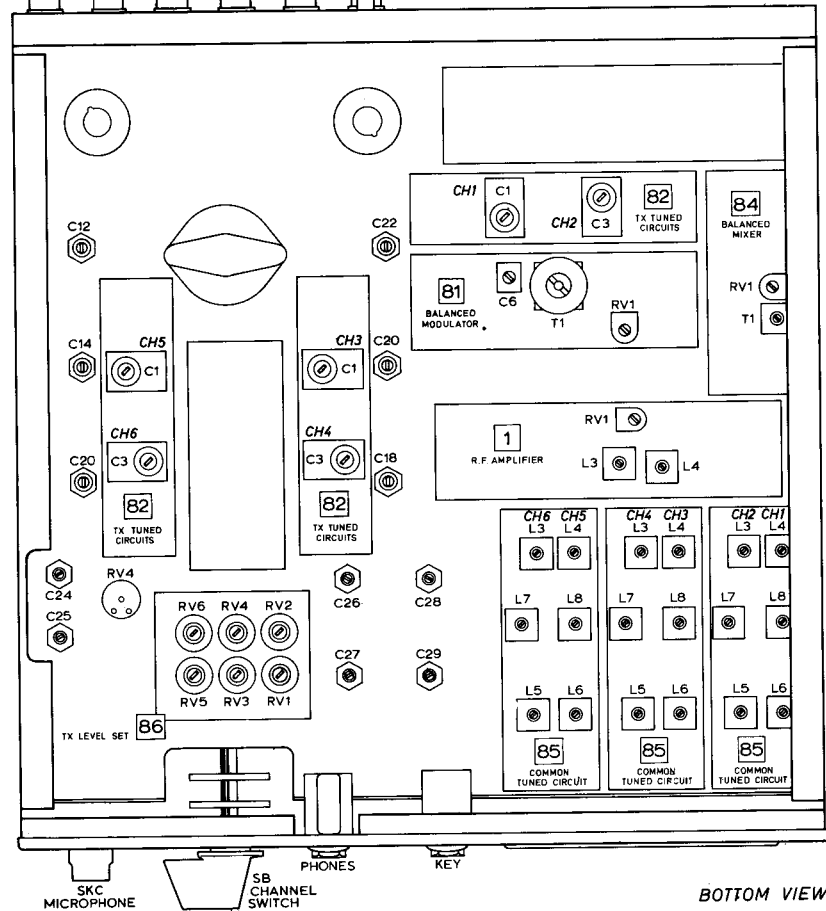 CH1
C1
CH2
C3
82
TX TUNED
CIRCUITS
84
BALANCED
MIXER
RV1
T1
C12
C22
81
BALANCED
MODULATOR
C6
T1
RV1
C14
CH5
C1
CH3
C1
C20
CH6
C3
CH4
C3
C20
C18
82
TX TUNED
CIRCUITS
82
TX TUNED
CIRCUITS
1
R.F. AMPLIFIER
RV1
L3
L4
CH6 CH5
L3 L4
L7 L8
L5 L6
85
COMMON
TUNED CIRCUIT
CH4 CH3
L3 L4
L7 L8
L5 L6
85
COMMON
TUNED CIRCUIT
CH2 CH1
L3 L4
L7 L8
L5 L6
85
COMMON
TUNED CIRCUIT
C24
RV4
C25
C26
C28
C27
C29
RV6 RV4 RV2
RV5 RV3 RV1
TX LEVEL SET
86
SKC
MICROPHONE
SB
CHANNEL
SWITCH
PHONES
KEY
BOTTOM VIEW